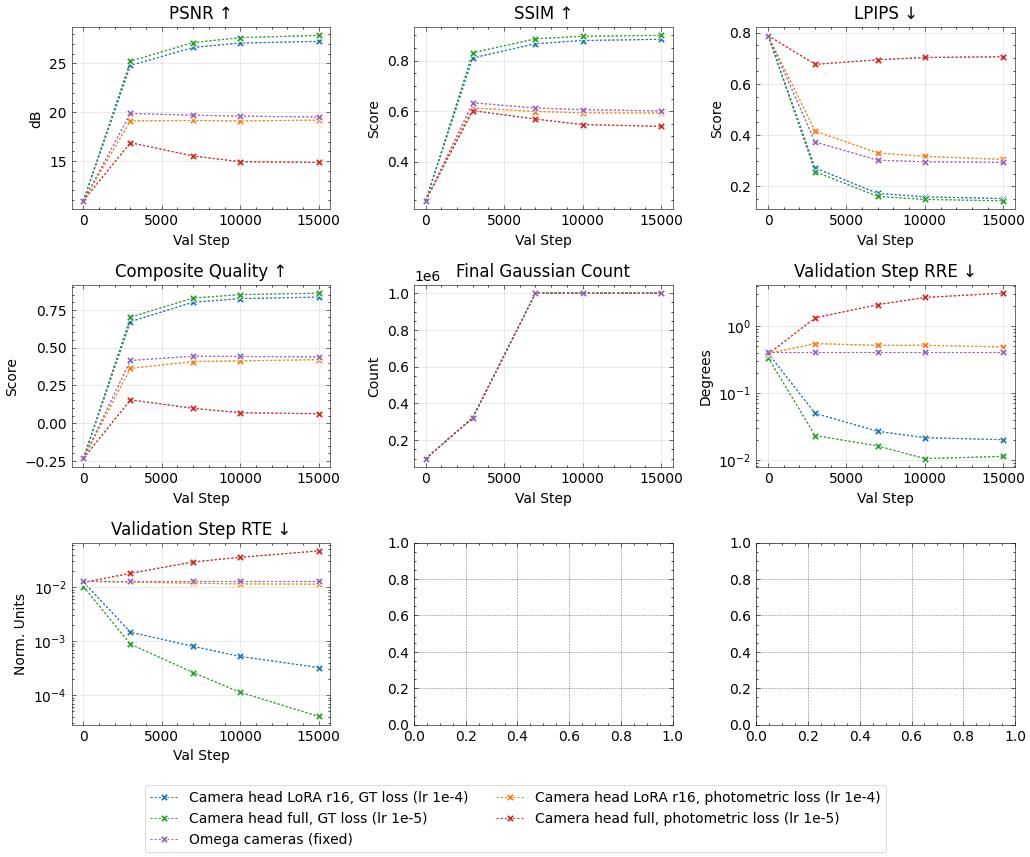 PSNR ↑
SSIM ↑
LPIPS ↓
25
20
15
dB
0 5000 10000 15000
Val Step
0.8
0.6
0.4
Score
0 5000 10000 15000
Val Step
0.8
0.6
0.4
0.2
Score
0 5000 10000 15000
Val Step
Composite Quality ↑
1e6 Final Gaussian Count
Validation Step RRE ↓
0.75
0.50
0.25
0.00
−0.25
Score
0 5000 10000 15000
Val Step
1.0
0.8
0.6
0.4
0.2
Count
0 5000 10000 15000
Val Step
10⁰
10⁻¹
10⁻²
Degrees
0 5000 10000 15000
Val Step
Validation Step RTE ↓
10⁻²
10⁻³
10⁻⁴
Norm. Units
0 5000 10000 15000
Val Step
1.0
0.8
0.6
0.4
0.2
0.0
0.0 0.2 0.4 0.6 0.8 1.0
1.0
0.8
0.6
0.4
0.2
0.0
0.0 0.2 0.4 0.6 0.8 1.0
Camera head LoRA r16, GT loss (lr 1e-4)
Camera head full, GT loss (lr 1e-5)
Omega cameras (fixed)
Camera head LoRA r16, photometric loss (lr 1e-4)
Camera head full, photometric loss (lr 1e-5)